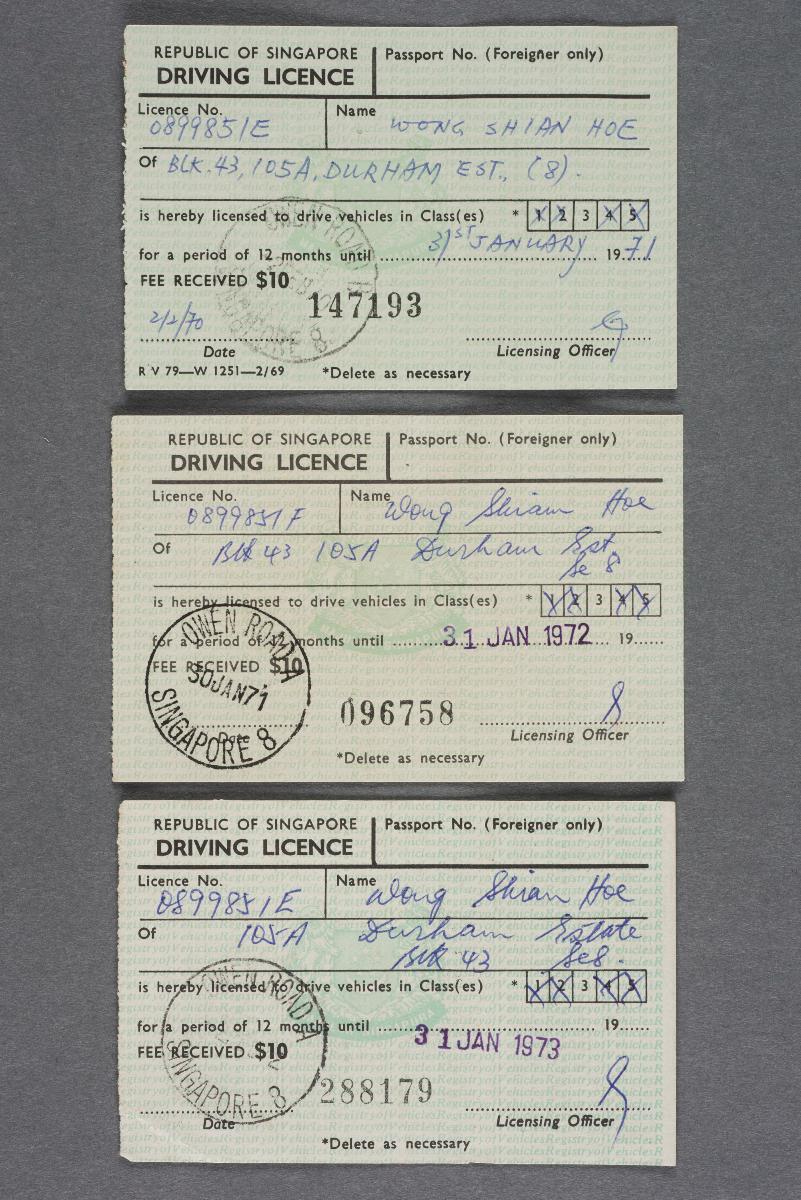 REPUBLIC OF SINGAPORE
DRIVING LICENCE
Passport No. (Foreigner only)
Licence No.
0899851E
Name WONG SHIAN HOE
Of BLK. 43, 105A, DURHAM EST., (8).
is hereby licensed to drive vehicles in Class(es) * 1 2 3 4 5
for a period of 12 months until 31ST JANUARY 1971
FEE RECEIVED $10
147193
OWEN ROAD
SINGAPORE 8
2/2/70
Date
Licensing Officer
R V 79—W 1251—2/69
*Delete as necessary
REPUBLIC OF SINGAPORE
DRIVING LICENCE
Passport No. (Foreigner only)
Licence No.
0899851F
Name Wong Shian Hoe
Of Blk 43 105A Durham Est.
Se 8
is hereby licensed to drive vehicles in Class(es) * 1 2 3 4 5
for a period of 12 months until 31 JAN 1972 19
FEE RECEIVED $10
OWEN ROAD A
30JAN71
SINGAPORE 8
096758
Date
Licensing Officer
*Delete as necessary
REPUBLIC OF SINGAPORE
DRIVING LICENCE
Passport No. (Foreigner only)
Licence No.
0899851E
Name Wong Shian Hoe
Of 105A Durham Estate
Blk 43 Se8.
is hereby licensed to drive vehicles in Class(es) * 1 2 3 4 5
for a period of 12 months until 31 JAN 1973 19
FEE RECEIVED $10
OWEN ROAD A
SINGAPORE 8
288179
Date
Licensing Officer
*Delete as necessary